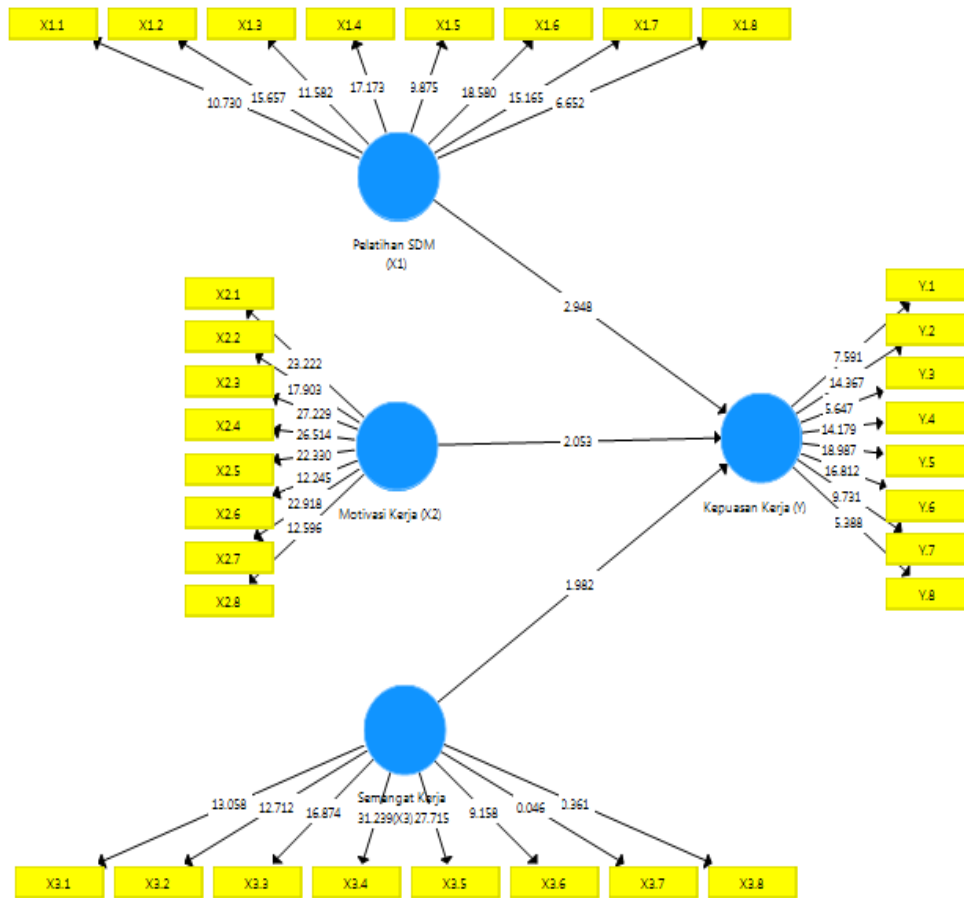 X1.1 X1.2 X1.3 X1.4 X1.5 X1.6 X1.7 X1.8
10.730 15.657 11.582 17.173 9.875 18.580 15.165 6.652
Pelatihan SDM
(X1)
2.948
X2.1
X2.2
X2.3
X2.4
X2.5
X2.6
X2.7
X2.8
23.222
17.903
27.229
26.514
22.330
12.245
22.918
12.596
Motivasi Kerja (X2)
2.053
Kepuasan Kerja (Y)
7.591
14.367
5.647
14.179
18.987
16.812
9.731
5.388
Y.1
Y.2
Y.3
Y.4
Y.5
Y.6
Y.7
Y.8
1.982
Semangat Kerja
(X3)
13.058 12.712 16.874 31.239 27.715 9.158 0.046 0.361
X3.1 X3.2 X3.3 X3.4 X3.5 X3.6 X3.7 X3.8